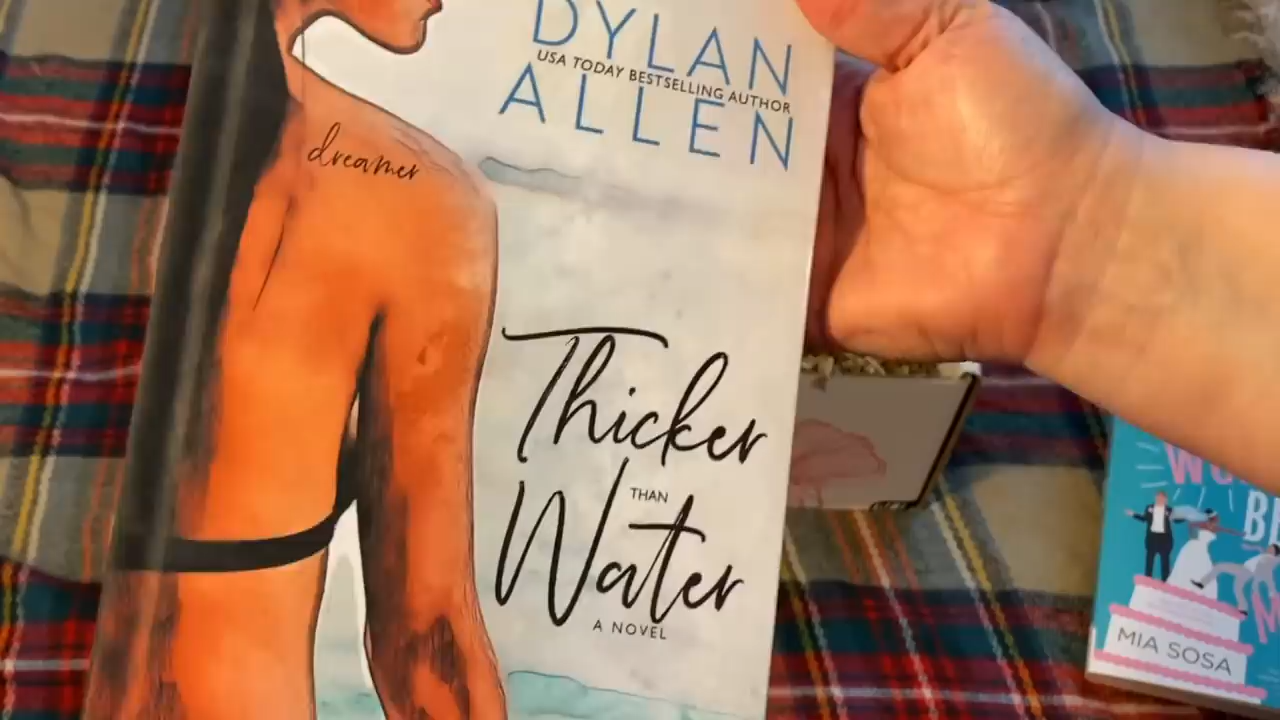 DYLAN
USA TODAY BESTSELLING AUTHOR
ALLEN
dreamer
Thicker
THAN
Water
A NOVEL
MIA SOSA